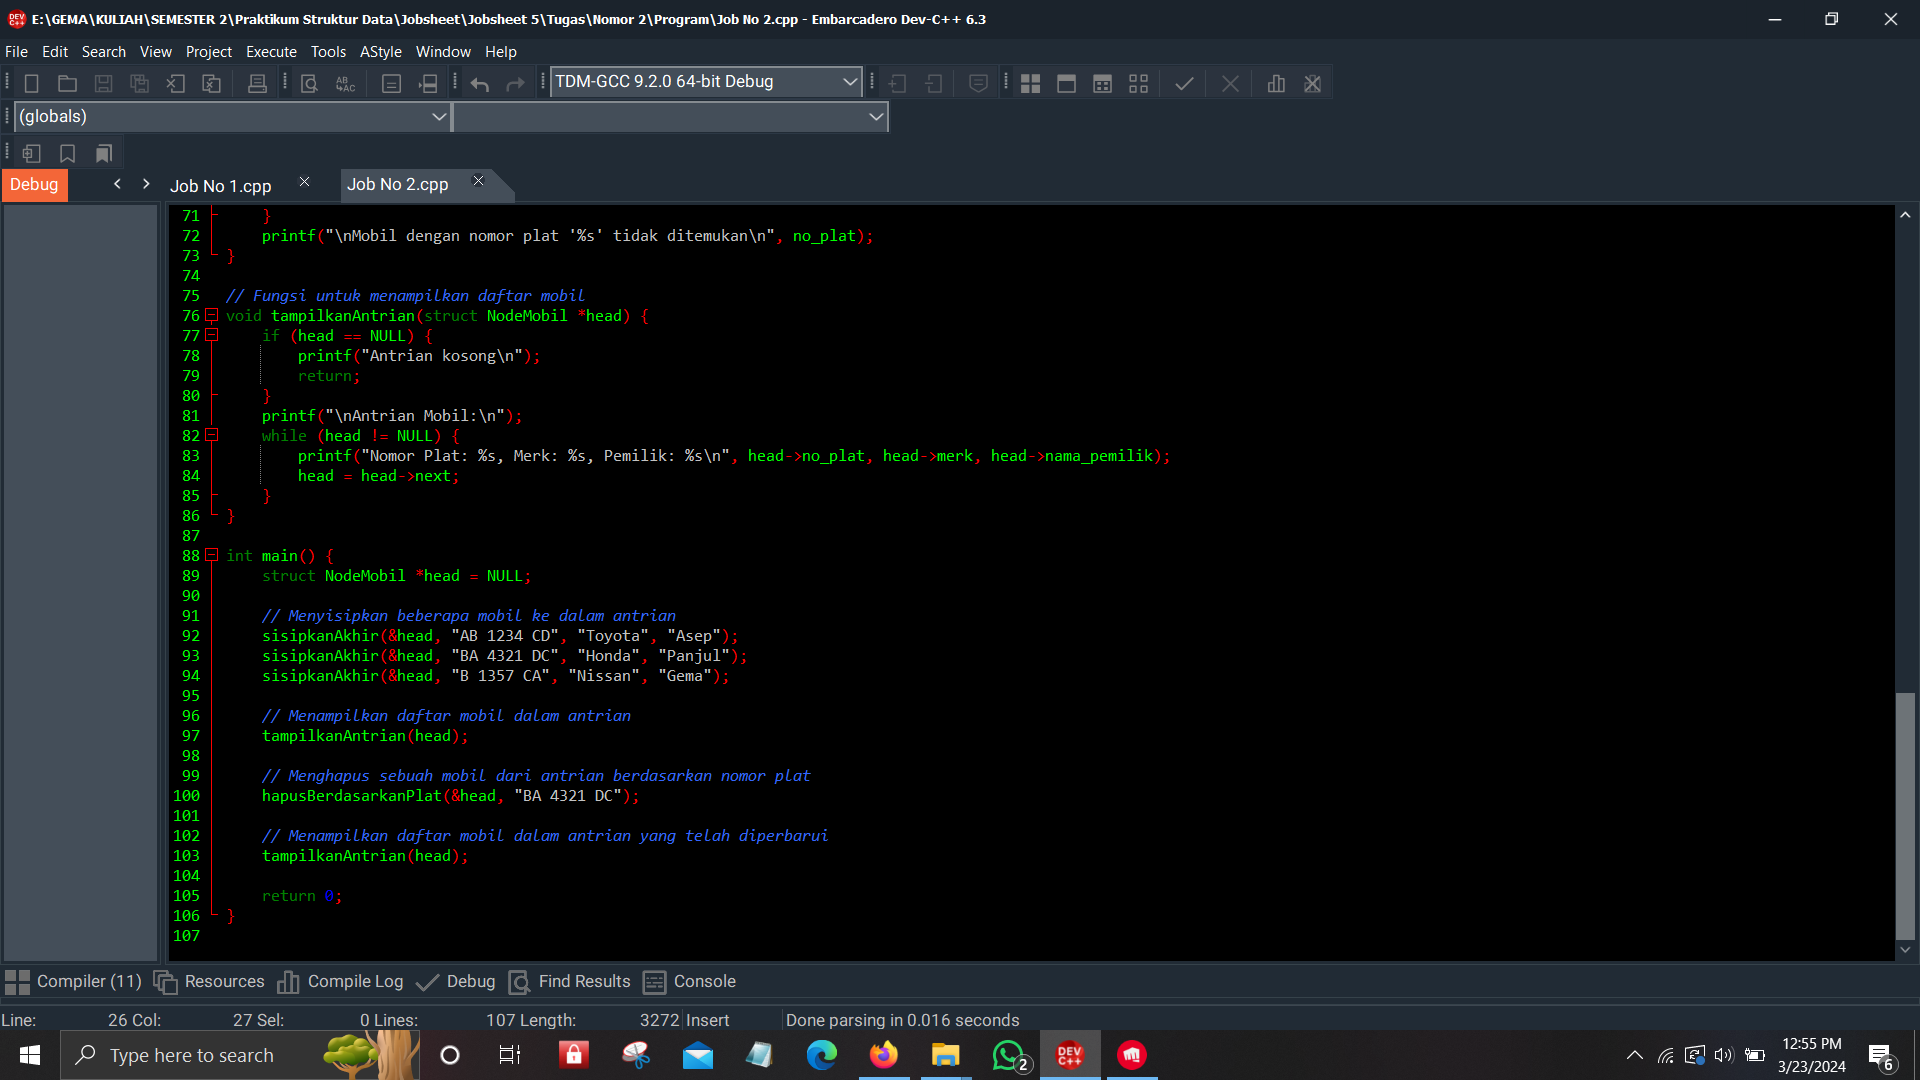 E:\GEMA\KULIAH\SEMESTER 2\Praktikum Struktur Data\Jobsheet\Jobsheet 5\Tugas\Nomor 2\Program\Job No 2.cpp - Embarcadero Dev-C++ 6.3
File Edit Search View Project Execute Tools AStyle Window Help
TDM-GCC 9.2.0 64-bit Debug
(globals)
Debug Job No 1.cpp Job No 2.cpp
71 }
72 printf("\nMobil dengan nomor plat '%s' tidak ditemukan\n", no_plat);
73 }
74
75 // Fungsi untuk menampilkan daftar mobil
76 void tampilkanAntrian(struct NodeMobil *head) {
77 if (head == NULL) {
78 printf("Antrian kosong\n");
79 return;
80 }
81 printf("\nAntrian Mobil:\n");
82 while (head != NULL) {
83 printf("Nomor Plat: %s, Merk: %s, Pemilik: %s\n", head->no_plat, head->merk, head->nama_pemilik);
84 head = head->next;
85 }
86 }
87
88 int main() {
89 struct NodeMobil *head = NULL;
90
91 // Menyisipkan beberapa mobil ke dalam antrian
92 sisipkanAkhir(&head, "AB 1234 CD", "Toyota", "Asep");
93 sisipkanAkhir(&head, "BA 4321 DC", "Honda", "Panjul");
94 sisipkanAkhir(&head, "B 1357 CA", "Nissan", "Gema");
95
96 // Menampilkan daftar mobil dalam antrian
97 tampilkanAntrian(head);
98
99 // Menghapus sebuah mobil dari antrian berdasarkan nomor plat
100 hapusBerdasarkanPlat(&head, "BA 4321 DC");
101
102 // Menampilkan daftar mobil dalam antrian yang telah diperbarui
103 tampilkanAntrian(head);
104
105 return 0;
106 }
107
Compiler (11) Resources Compile Log Debug Find Results Console
Line: 26 Col: 27 Sel: 0 Lines: 107 Length: 3272 Insert Done parsing in 0.016 seconds
Type here to search
2
DEV C++
12:55 PM
3/23/2024
6